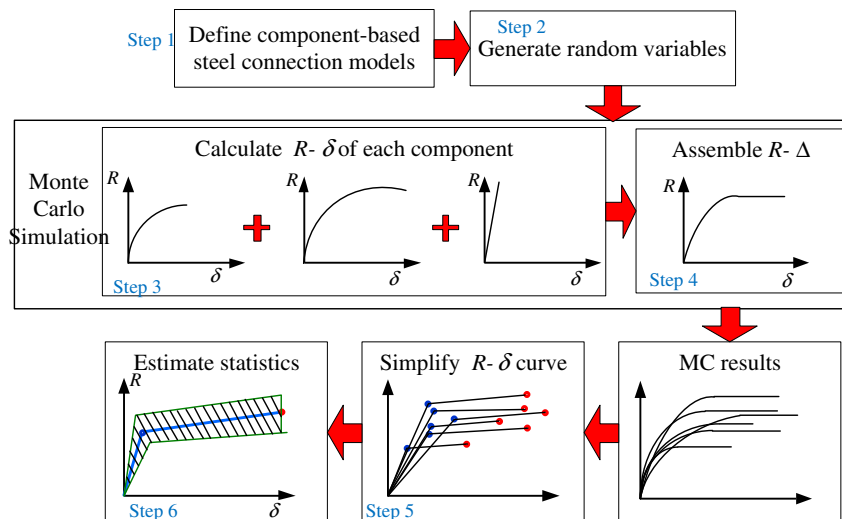 Step 1
Define component-based
steel connection models
Step 2
Generate random variables
Monte
Carlo
Simulation
Calculate R- δ of each component
R
δ
R
δ
R
δ
Step 3
Assemble R- Δ
R
δ
Step 4
Estimate statistics
R
δ
Step 6
Simplify R- δ curve
Step 5
MC results